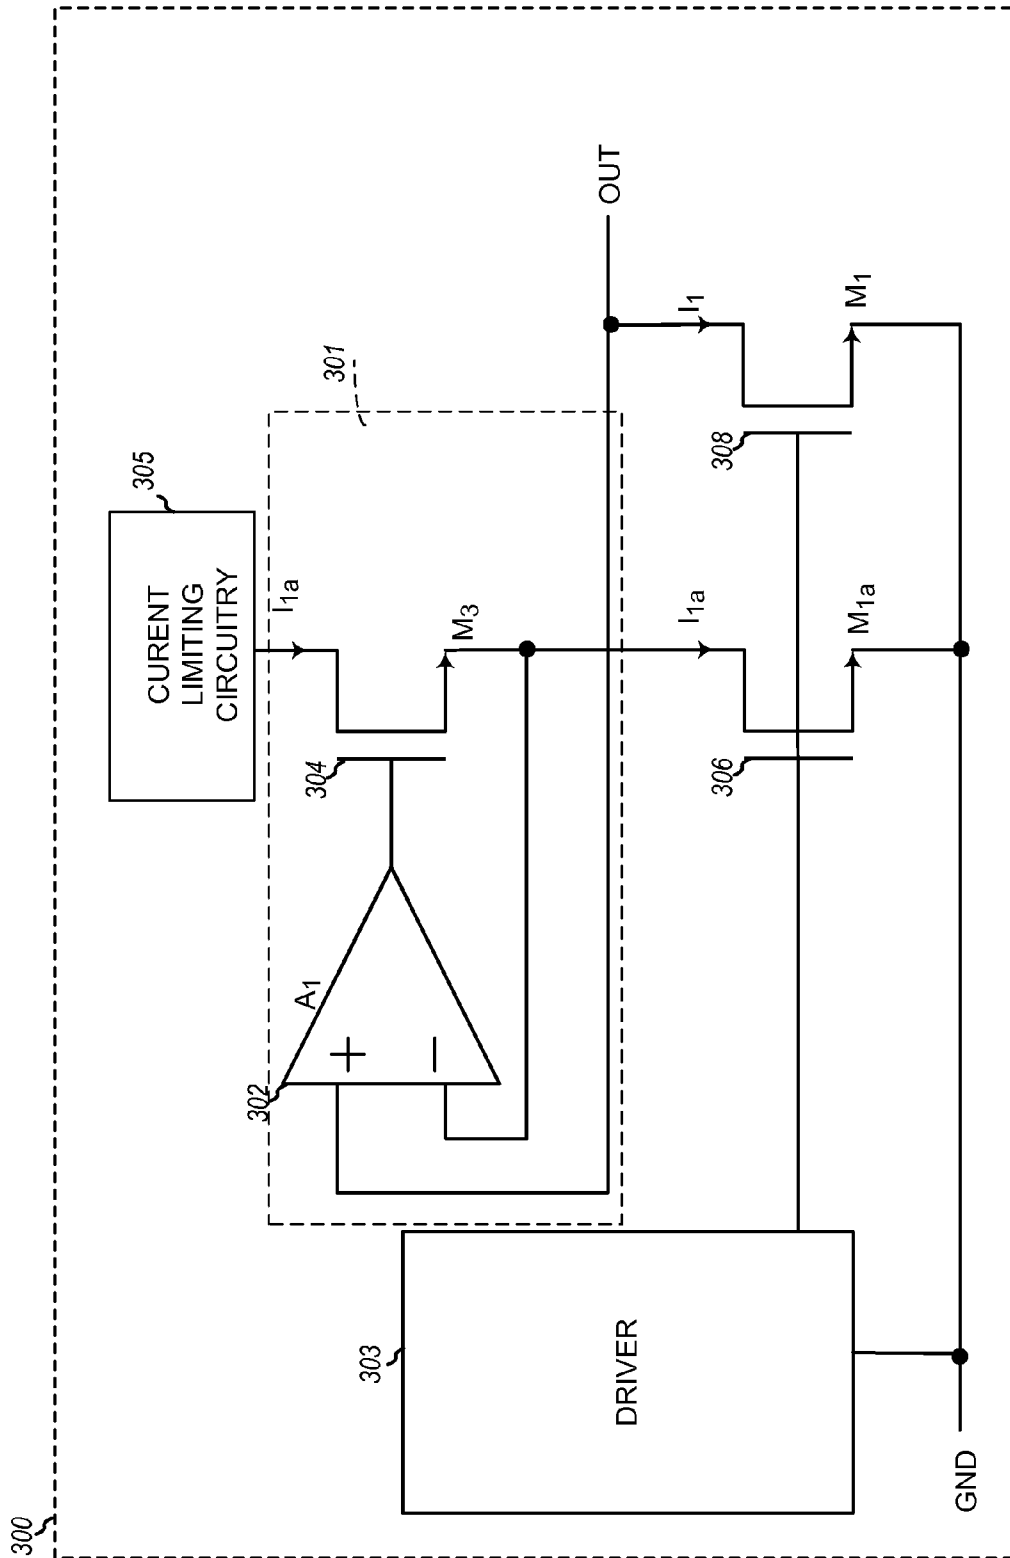 300
305
CURENT
LIMITING
CIRCUITRY
I1a
301
304
M3
A1
302
+
−
OUT
I1
I1a
308
M1
306
M1a
303
DRIVER
GND